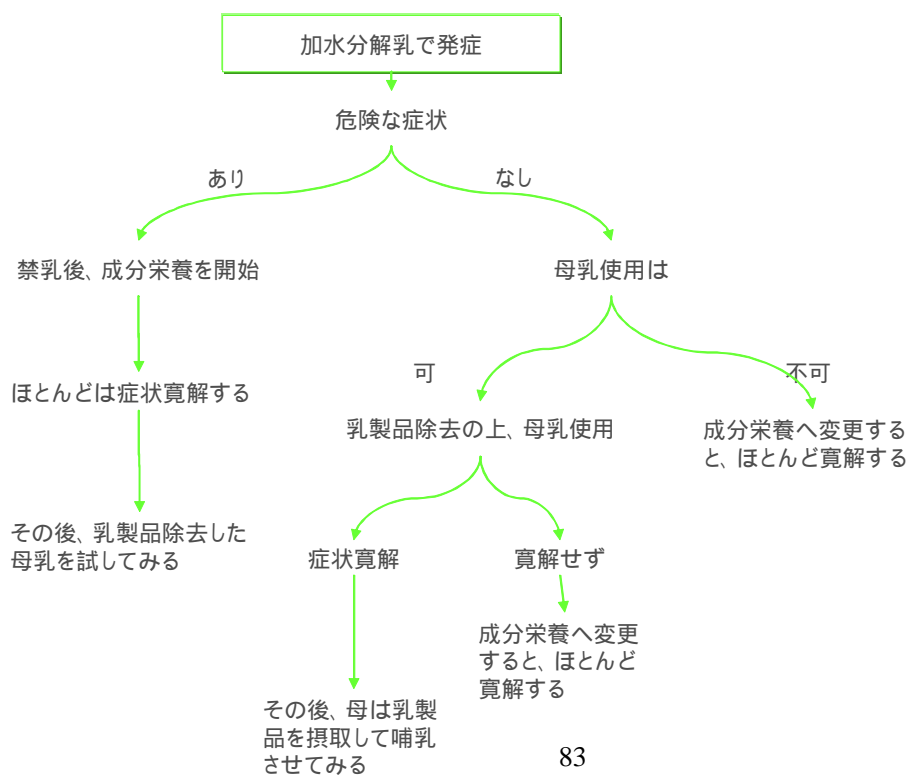 加水分解乳で発症
危険な症状
あり
なし
禁乳後、成分栄養を開始
母乳使用は
ほとんどは症状寛解する
可
不可
乳製品除去の上、母乳使用
成分栄養へ変更する
と、ほとんど寛解する
その後、乳製品除去した
母乳を試してみる
症状寛解
寛解せず
成分栄養へ変更
すると、ほとんど
寛解する
その後、母は乳製
品を摂取して哺乳
させてみる
83